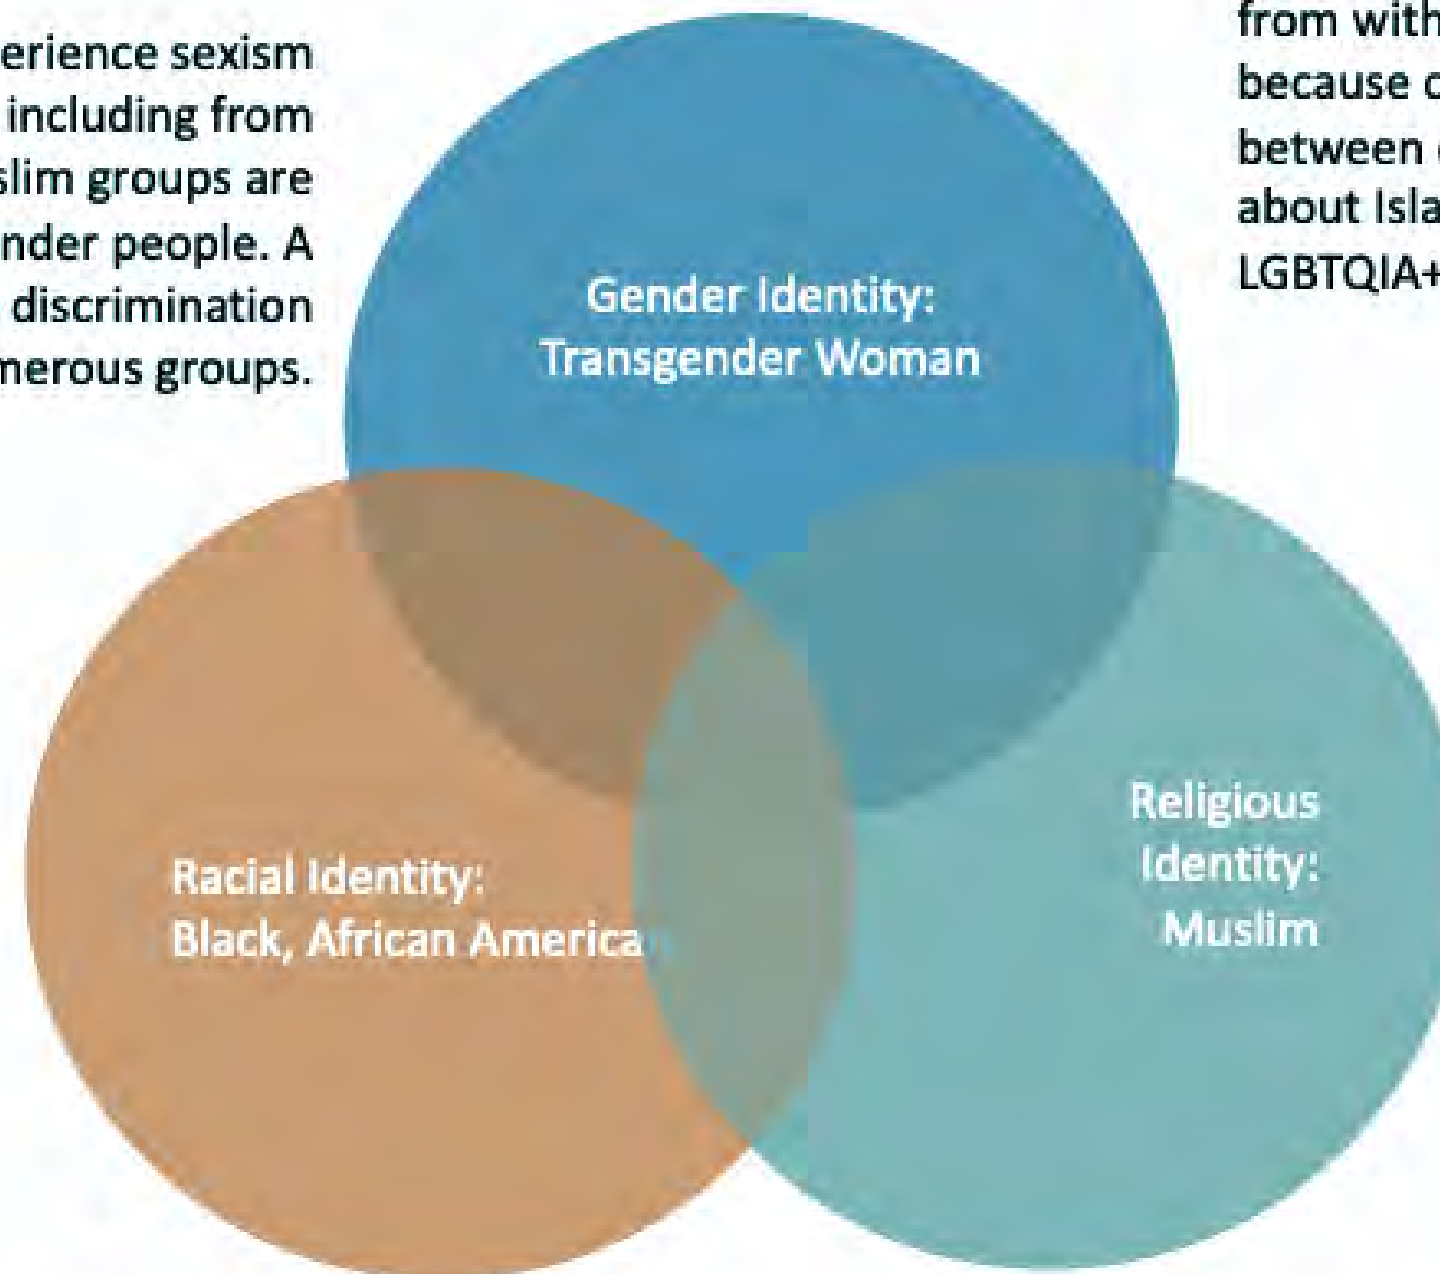 erience sexism
including from
slim groups are
nder people. A
discrimination
merous groups.
from with
because
between
about Isla
LGBTQIA+
Gender Identity:
Transgender Woman
Racial Identity:
Black, African America
Religious
Identity:
Muslim